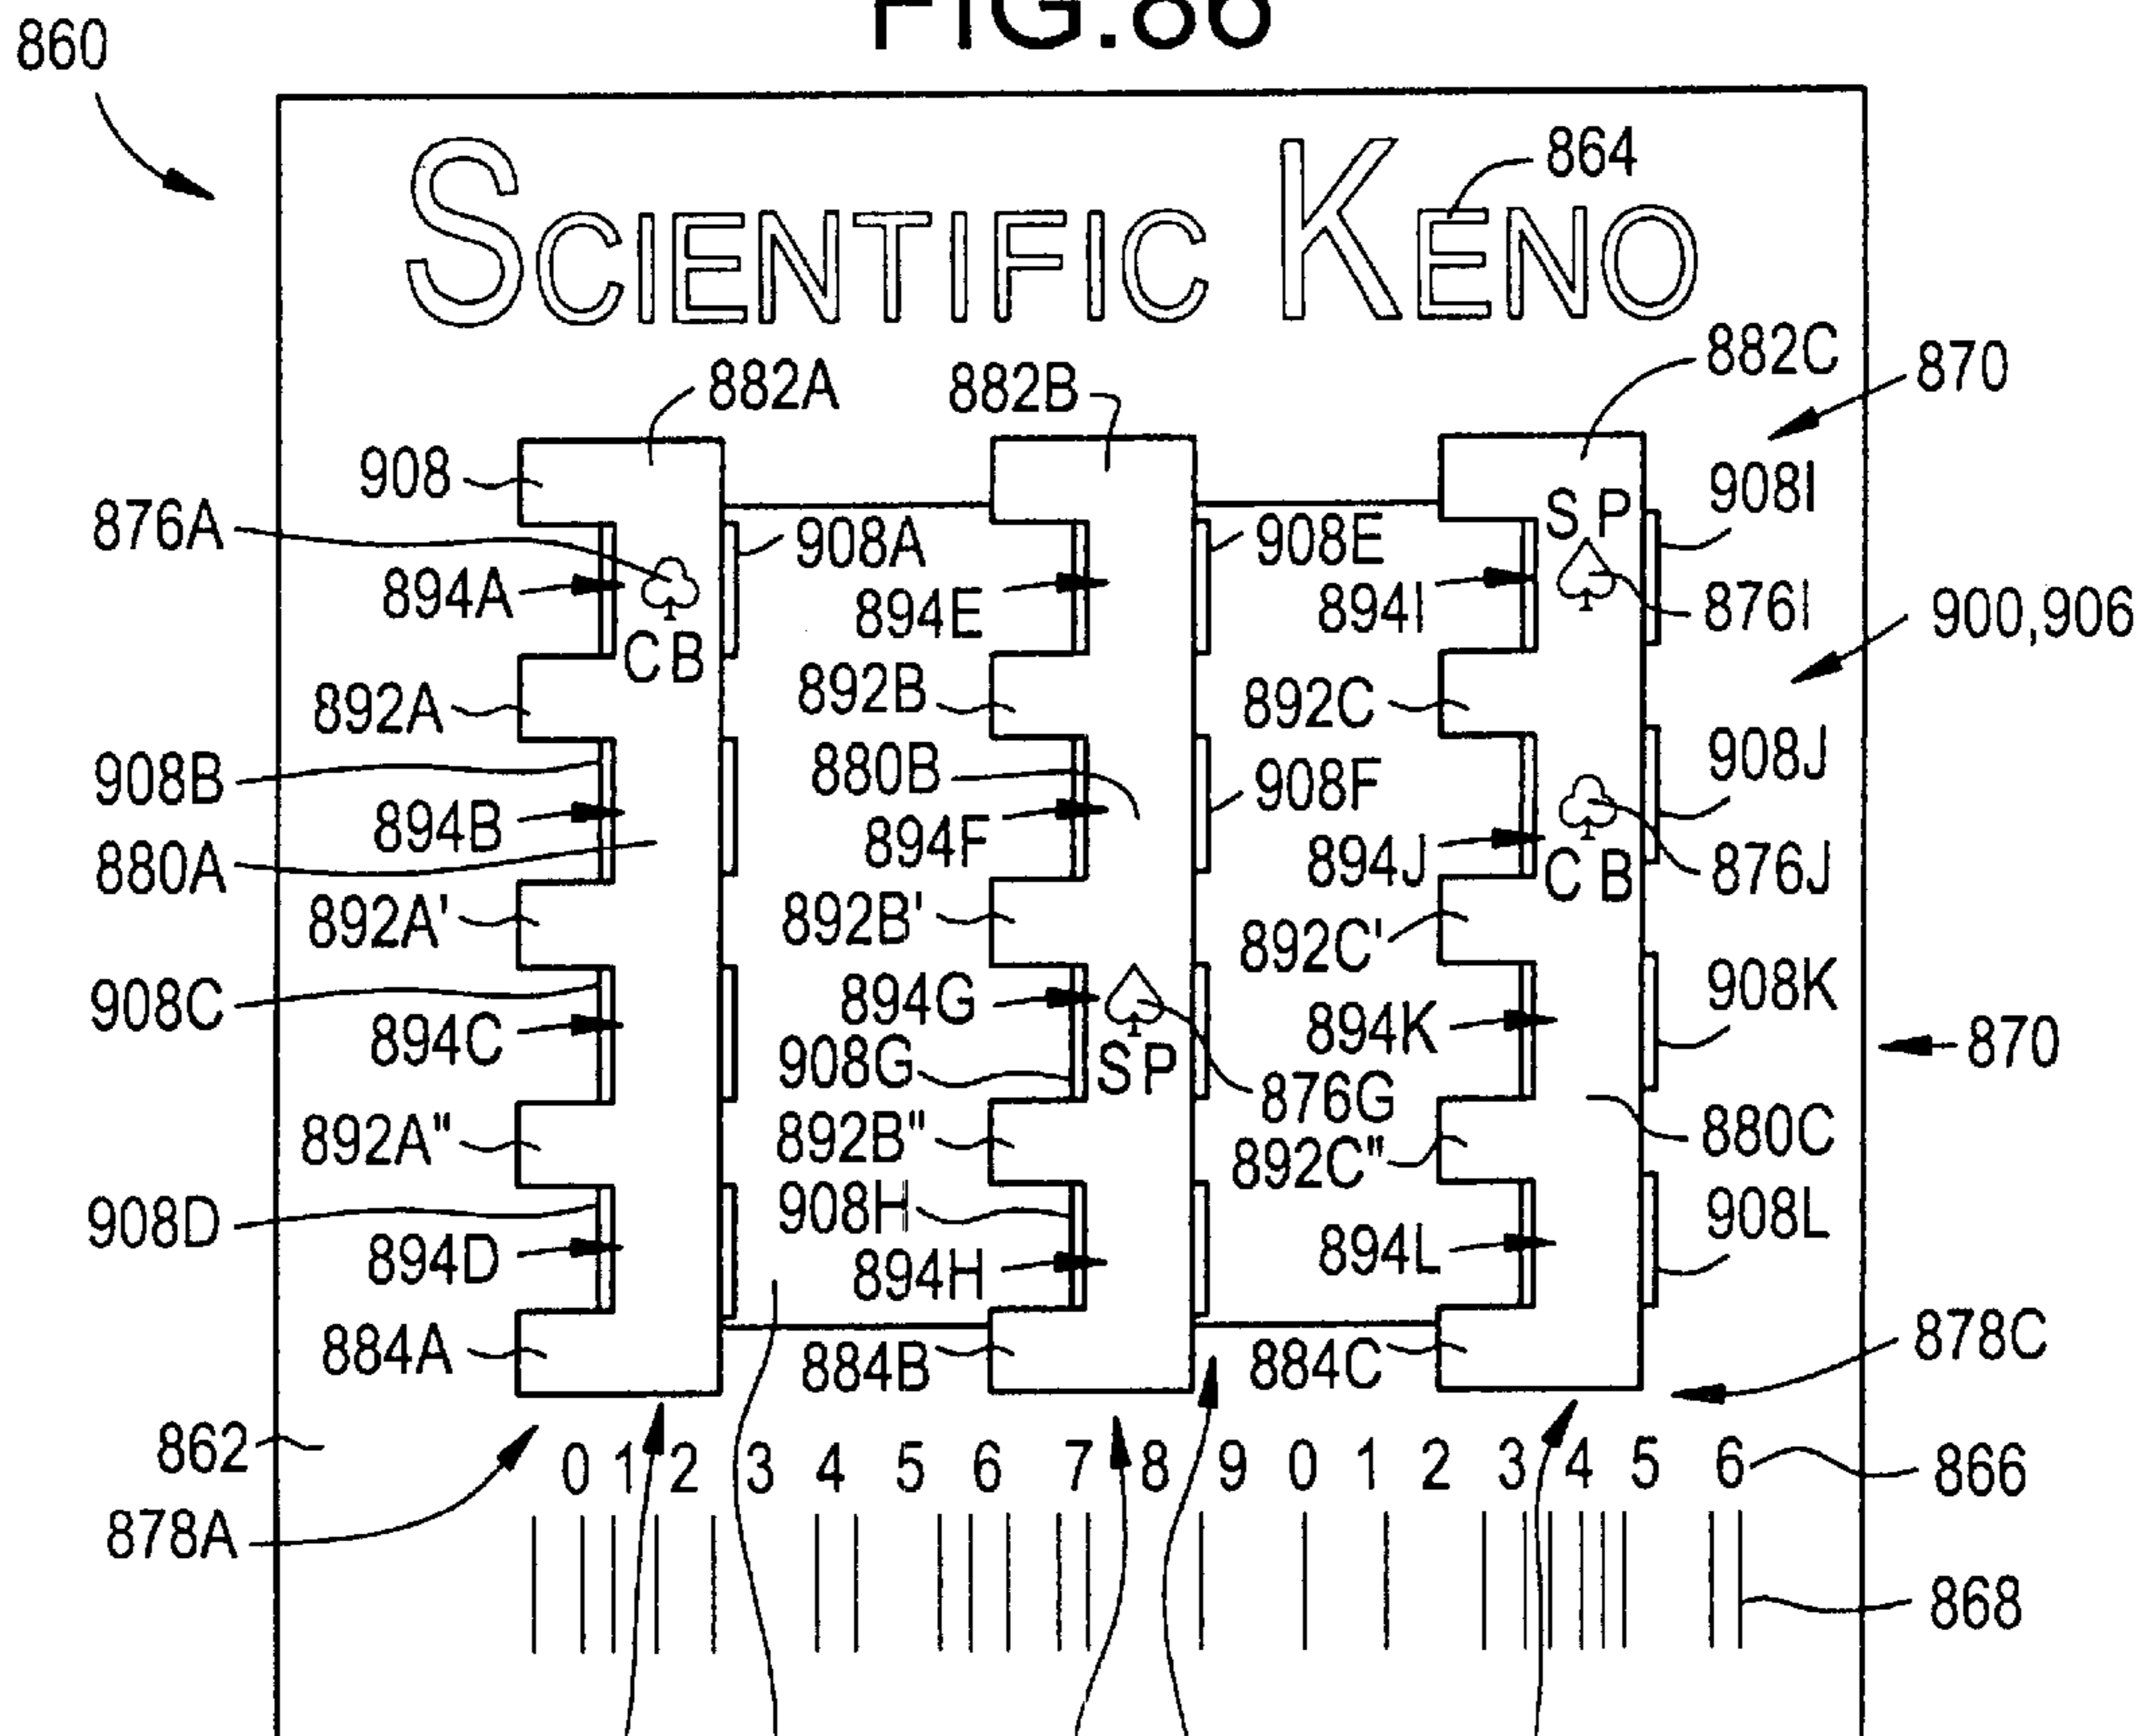 FIG.86
860
SCIENTIFIC KENO
864
882A
882B
882C
870
908
908I
876A
908A
908E
SP
894A
894E
894I
876I
900,906
CB
892A
892B
892C
908B
880B
908F
908J
894B
894F
894J
880A
CB
876J
892A'
892B'
892C'
908C
894G
894K
908K
894C
908G
SP
876G
870
892A"
892B"
892C"
880C
908D
908H
908L
894D
894H
894L
884A
884B
884C
878C
862
0 1 2 3 4 5 6 7 8 9 0 1 2 3 4 5 6
866
878A
868